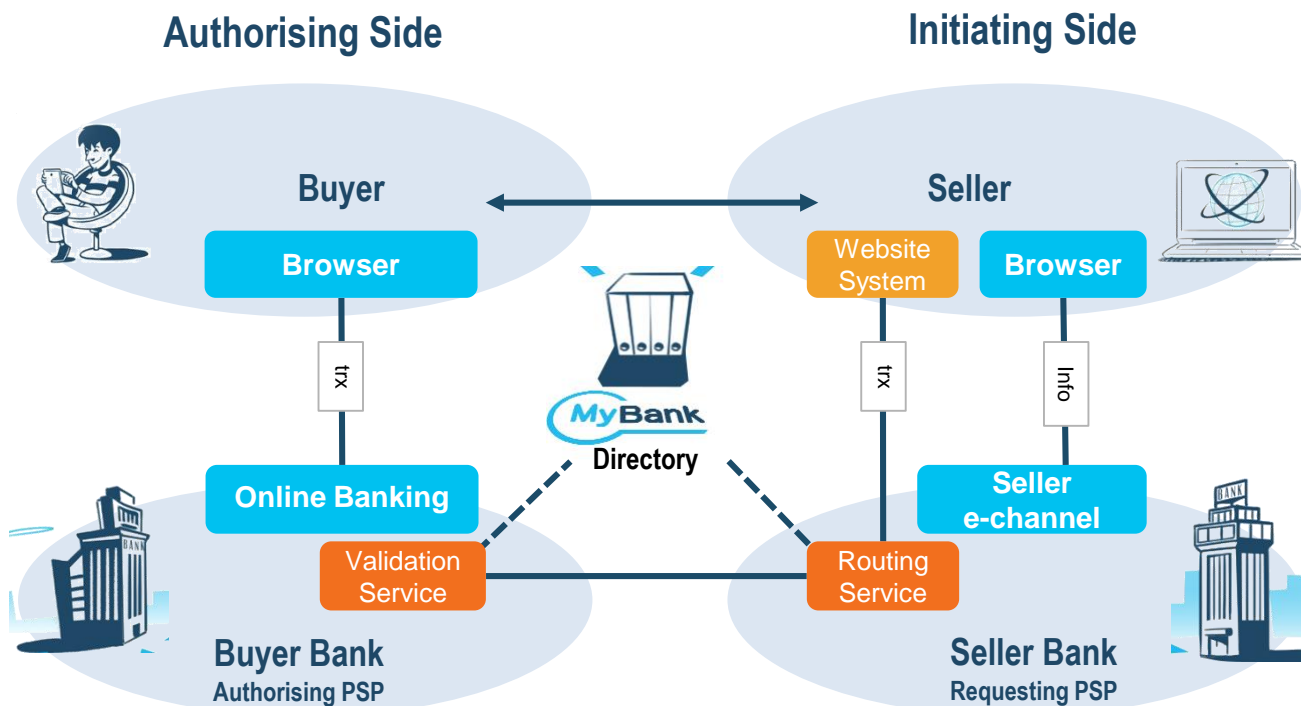 Authorising Side
Initiating Side
Buyer
Seller
Browser
Website
System
Browser
trx
trx
Info
MyBank
Directory
Online Banking
Seller
e-channel
BANK
BANK
Validation
Service
Routing
Service
Buyer Bank
Authorising PSP
Seller Bank
Requesting PSP